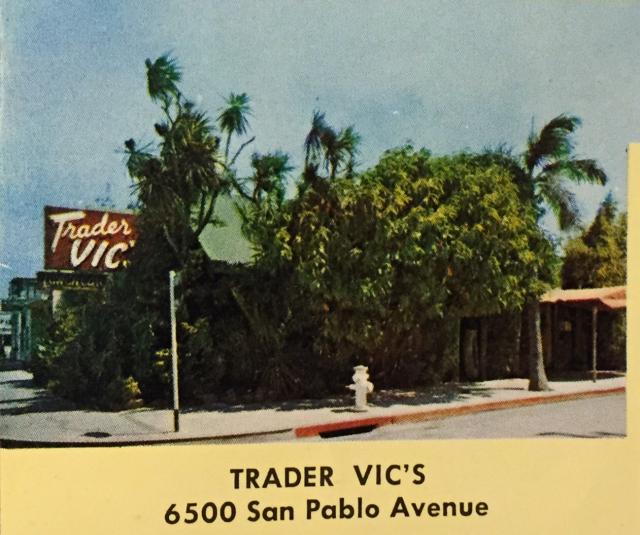 Trader
VIC'S
TRADER VIC'S
6500 San Pablo Avenue